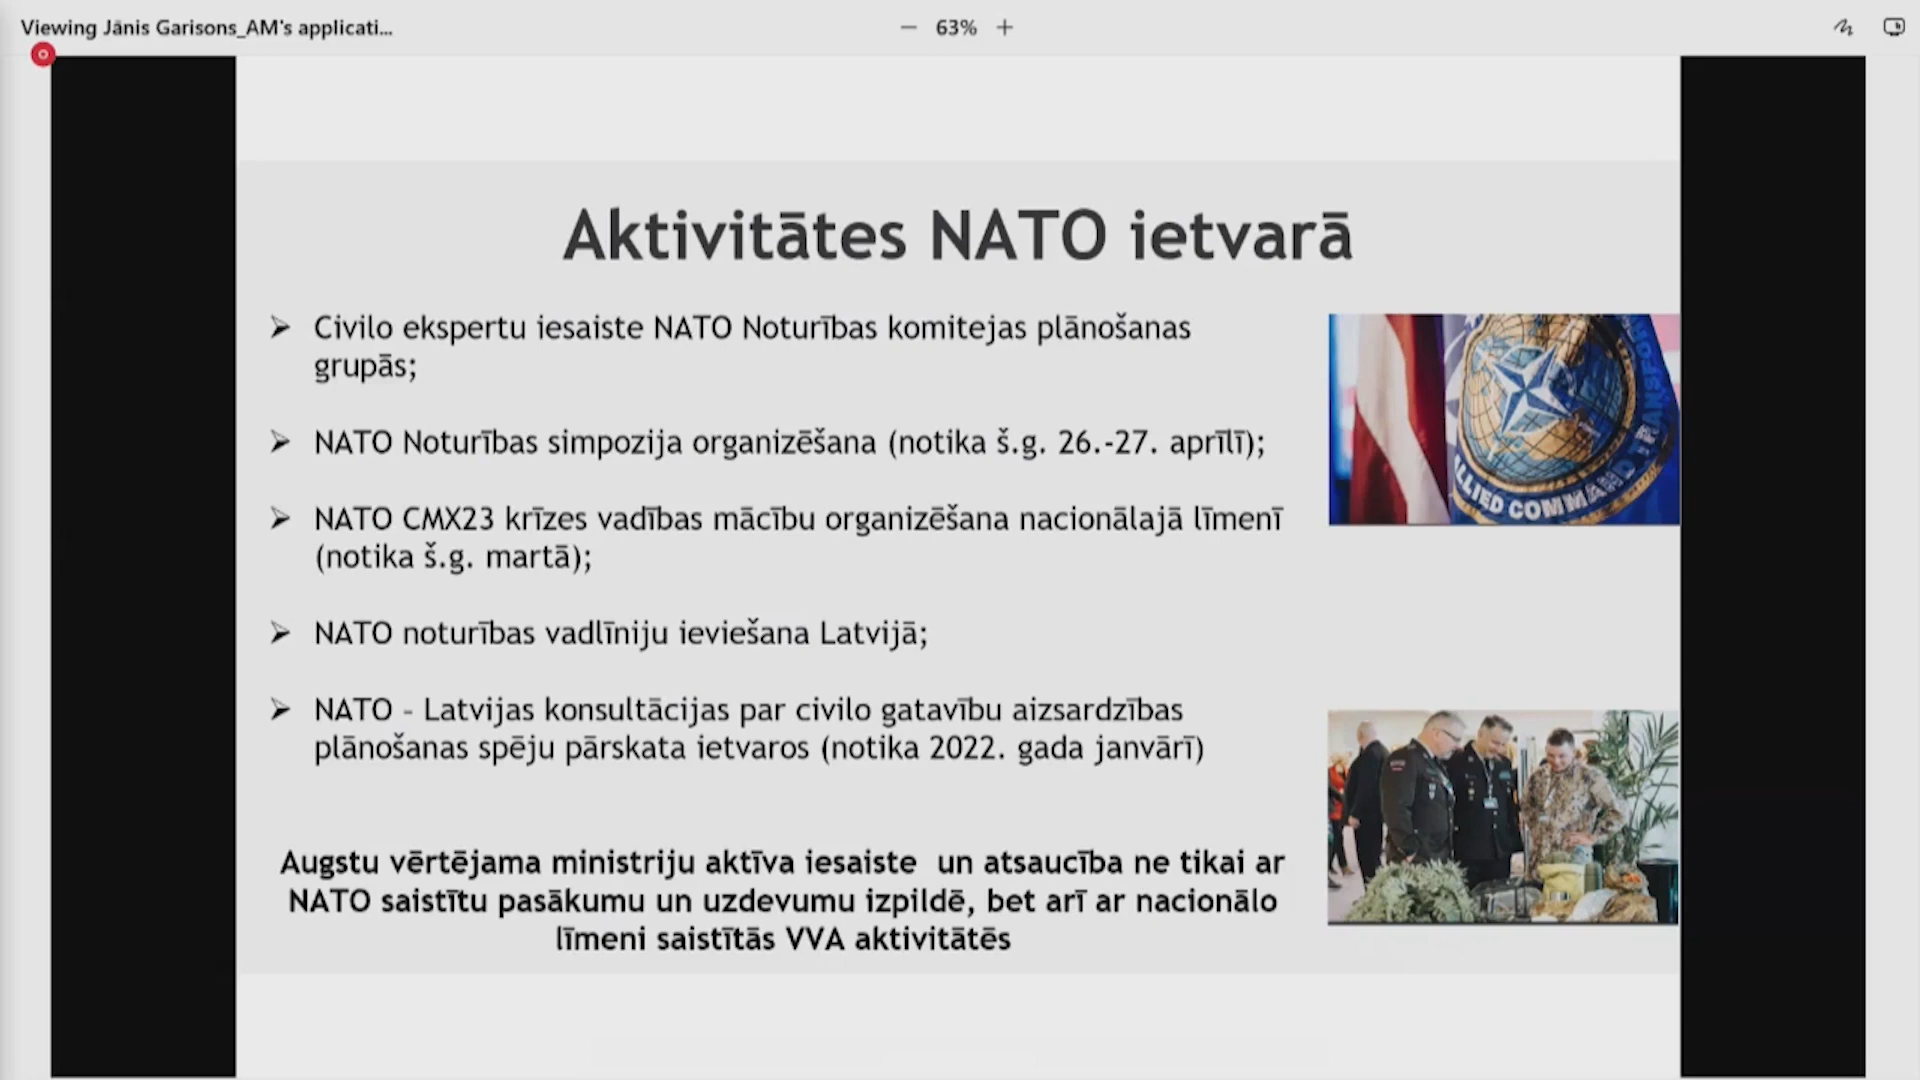 Viewing Jānis Garisons_AM's applicati...
63%
Aktivitātes NATO ietvarā
Civilo ekspertu iesaiste NATO Noturības komitejas plānošanas
grupās;
NATO Noturības simpozija organizēšana (notika š.g. 26.-27. aprīlī);
NATO CMX23 krīzes vadības mācību organizēšana nacionālajā līmenī
(notika š.g. martā);
NATO noturības vadlīniju ieviešana Latvijā;
NATO – Latvijas konsultācijas par civilo gatavību aizsardzības
plānošanas spēju pārskata ietvaros (notika 2022. gada janvārī)
Augstu vērtējama ministriju aktīva iesaiste un atsaucība ne tikai ar
NATO saistītu pasākumu un uzdevumu izpildē, bet arī ar nacionālo
līmeni saistītās VVA aktivitātēs
LLIED COMMAND TRANSFOR